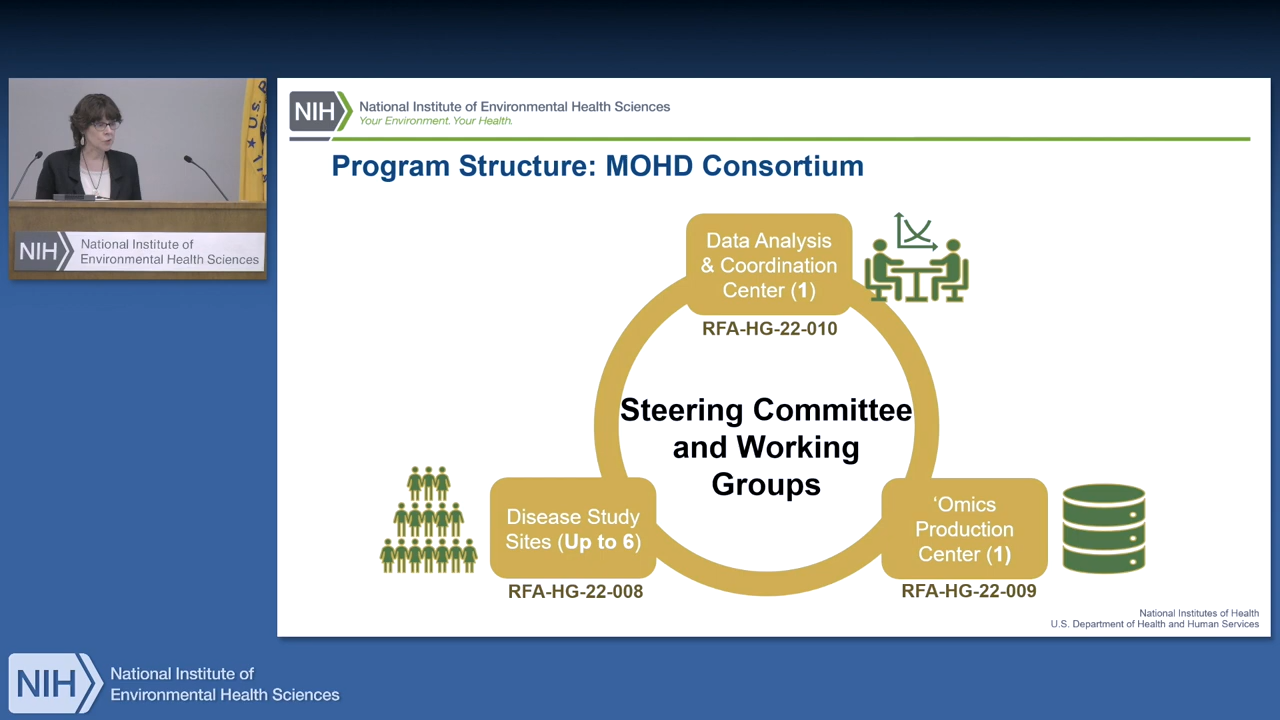 U.S. P
NIH
National Institute of
Environmental Health Sciences
NIH
National Institute of Environmental Health Sciences
Your Environment. Your Health.
Program Structure: MOHD Consortium
Data Analysis
& Coordination
Center (1)
RFA-HG-22-010
Steering Committee
and Working
Groups
Disease Study
Sites (Up to 6)
RFA-HG-22-008
‘Omics
Production
Center (1)
RFA-HG-22-009
National Institutes of Health
U.S. Department of Health and Human Services
NIH
National Institute of
Environmental Health Sciences